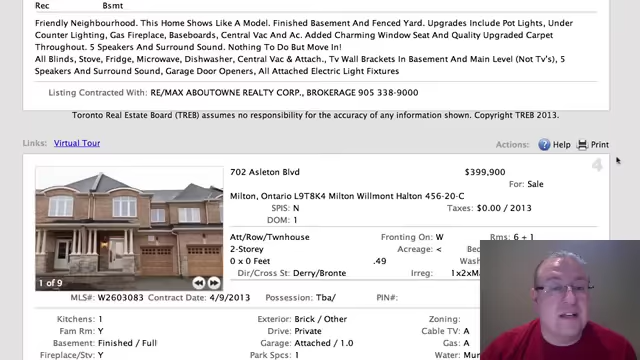 Rec Bsmt
Friendly Neighbourhood. This Home Shows Like A Model. Finished Basement And Fenced Yard. Upgrades Include Pot Lights, Under
Counter Lighting, Gas Fireplace, Baseboards, Central Vac And Ac. Added Charming Window Seat And Quality Upgraded Carpet
Throughout. 5 Speakers And Surround Sound. Nothing To Do But Move In!
All Blinds, Stove, Fridge, Microwave, Dishwasher, Central Vac & Attach., Tv Wall Brackets In Basement And Main Level (Not Tv's), 5
Speakers And Surround Sound, Garage Door Openers, All Attached Electric Light Fixtures
Listing Contracted With: RE/MAX ABOUTOWNE REALTY CORP., BROKERAGE 905 338-9000
Toronto Real Estate Board (TREB) assumes no responsibility for the accuracy of any information shown. Copyright TREB 2013.
Links: Virtual Tour Actions: Help Print
4
702 Asleton Blvd $399,900
For: Sale
Milton, Ontario L9T8K4 Milton Willmont Halton 456-20-C
SPIS: N Taxes: $0.00 / 2013
DOM: 1
Att/Row/Twnhouse Fronting On: W Rms: 6 + 1
2-Storey Acreage: <
0 x 0 Feet .49
Dir/Cross St: Derry/Bronte Irreg:
1 of 9
MLS#: W2603083 Contract Date: 4/9/2013 Possession: Tba/ PIN#:
Kitchens: 1 Exterior: Brick / Other Zoning:
Fam Rm: Y Drive: Private Cable TV: A
Basement: Finished / Full Garage: Attached / 1.0 Gas: A
Fireplace/Stv: Y Park Spcs: 1 Water: